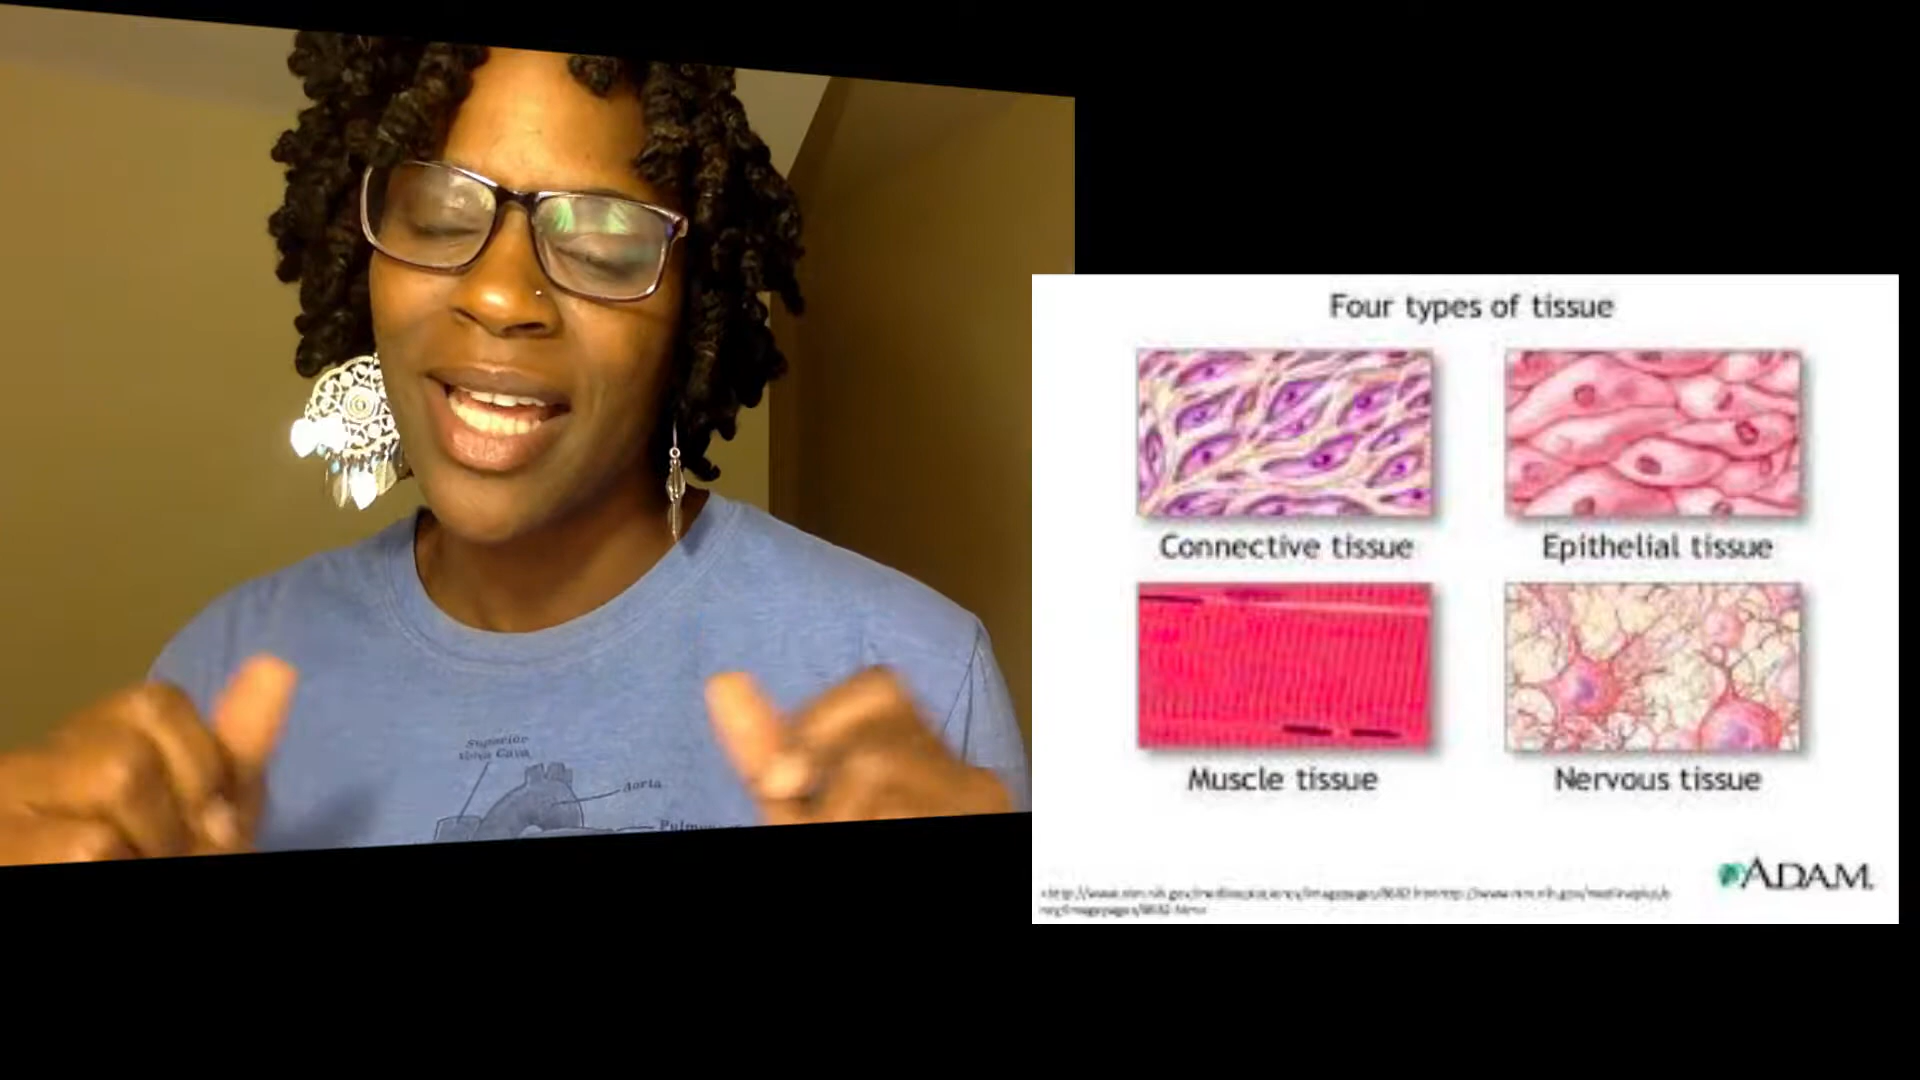 Superior
Vena Cava
Aorta
Four types of tissue
Connective tissue
Epithelial tissue
Muscle tissue
Nervous tissue
ADAM.